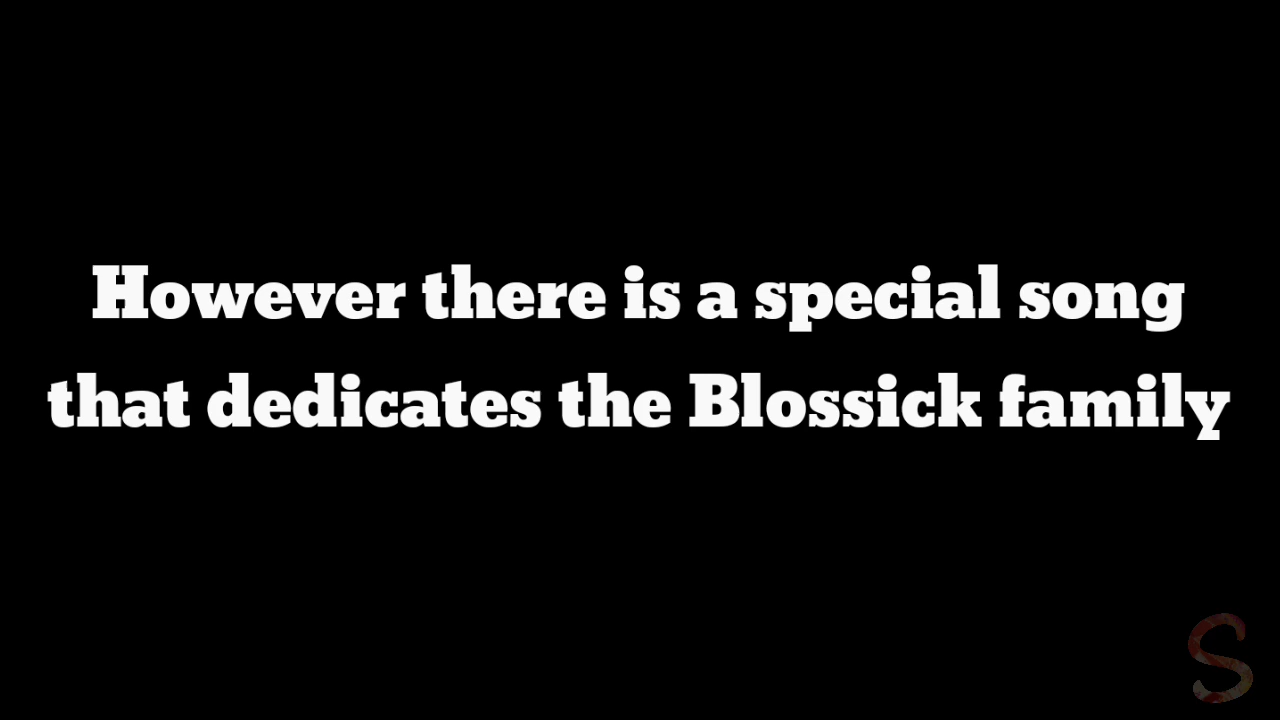 However there is a special song
that dedicates the Blossick family
S